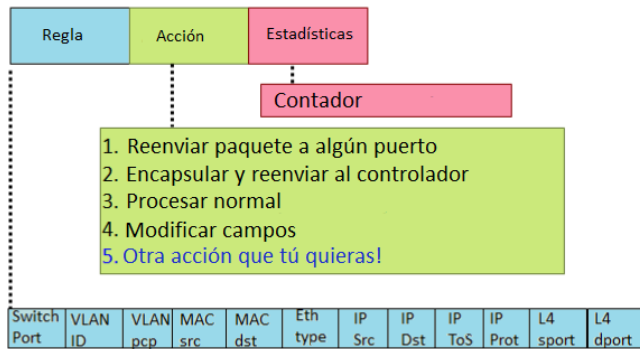 Regla Acción Estadísticas
Contador
1. Reenviar paquete a algún puerto
2. Encapsular y reenviar al controlador
3. Procesar normal
4. Modificar campos
5. Otra acción que tú quieras!
Switch Port
VLAN ID
VLAN pcp
MAC src
MAC dst
Eth type
IP Src
IP Dst
IP ToS
IP Prot
L4 sport
L4 dport